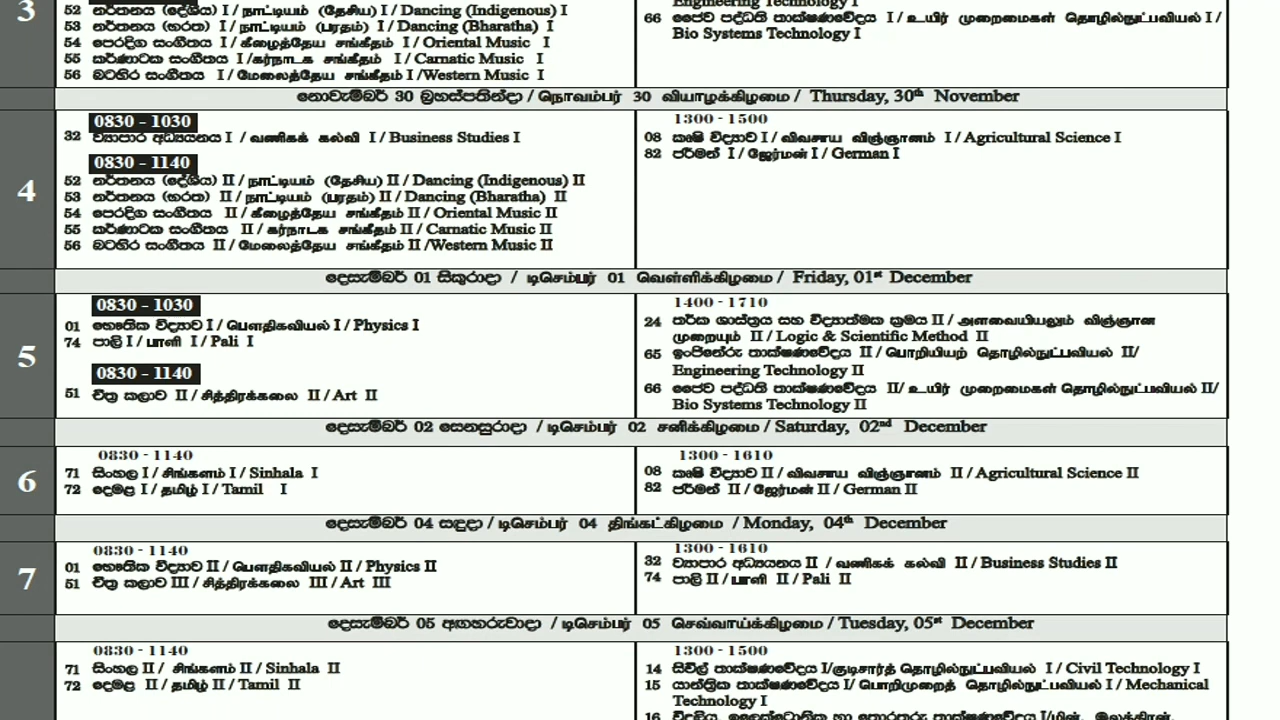 3
52 නර්තනය (දේශීය) I / நாட்டியம் (தேசிய) I / Dancing (Indigenous) I
53 නර්තනය (භරත) I / நாட்டியம் (பரதம்) I / Dancing (Bharatha) I
54 පෙරදිග සංගීතය I / கீழைத்தேய சங்கீதம் I / Oriental Music I
55 කර්ණාටක සංගීතය I / கர்நாடக சங்கீதம் I / Carnatic Music I
56 බටහිර සංගීතය I / மேலைத்தேய சங்கீதம் I /Western Music I
Engineering Technology I
66 ජෛව පද්ධති තාක්ෂණවේදය I / உயிர் முறைமைகள் தொழில்நுட்பவியல் I /
Bio Systems Technology I
නොවැම්බර් 30 බ්‍රහස්පතින්දා / நொவம்பர் 30 வியாழக்கிழமை / Thursday, 30th November
4
0830 – 1030
32 ව්‍යාපාර අධ්‍යයනය I / வணிகக் கல்வி I / Business Studies I
0830 – 1140
52 නර්තනය (දේශීය) II / நாட்டியம் (தேசிய) II / Dancing (Indigenous) II
53 නර්තනය (භරත) II / நாட்டியம் (பரதம்) II / Dancing (Bharatha) II
54 පෙරදිග සංගීතය II / கீழைத்தேய சங்கீதம் II / Oriental Music II
55 කර්ණාටක සංගීතය II / கர்நாடக சங்கீதம் II / Carnatic Music II
56 බටහිර සංගීතය II / மேலைத்தேய சங்கீதம் II /Western Music II
1300 - 1500
08 කෘෂි විද්‍යාව I / விவசாய விஞ்ஞானம் I / Agricultural Science I
82 ජර්මන් I / ஜேர்மன் I / German I
දෙසැම්බර් 01 සිකුරාදා / டிசெம்பர் 01 வெள்ளிக்கிழமை / Friday, 01st December
5
0830 – 1030
01 භෞතික විද්‍යාව I / பௌதிகவியல் I / Physics I
74 පාලි I / பாளி I / Pali I
0830 – 1140
51 චිත්‍ර කලාව II / சித்திரக்கலை II / Art II
1400 - 1710
24 තර්ක ශාස්ත්‍රය සහ විද්‍යාත්මක ක්‍රමය II / அளவையியலும் விஞ்ஞான
முறையும் II / Logic & Scientific Method II
65 ඉංජිනේරු තාක්ෂණවේදය II / பொறியியற் தொழில்நுட்பவியல் II/
Engineering Technology II
66 ජෛව පද්ධති තාක්ෂණවේදය II/ உயிர் முறைமைகள் தொழில்நுட்பவியல் II/
Bio Systems Technology II
දෙසැම්බර් 02 සෙනසුරාදා / டிசெம்பர் 02 சனிக்கிழமை / Saturday, 02nd December
6
0830 - 1140
71 සිංහල I / சிங்களம் I / Sinhala I
72 දෙමළ I / தமிழ் I / Tamil I
1300 - 1610
08 කෘෂි විද්‍යාව II / விவசாய விஞ்ஞானம் II / Agricultural Science II
82 ජර්මන් II / ஜேர்மன் II / German II
දෙසැම්බර් 04 සඳුදා / டிசெம்பர் 04 திங்கட்கிழமை / Monday, 04th December
7
0830 - 1140
01 භෞතික විද්‍යාව II / பௌதிகவியல் II / Physics II
51 චිත්‍ර කලාව III / சித்திரக்கலை III / Art III
1300 - 1610
32 ව්‍යාපාර අධ්‍යයනය II / வணிகக் கல்வி II / Business Studies II
74 පාලි II / பாளி II / Pali II
දෙසැම්බර් 05 අඟහරුවාදා / டிசெம்பர் 05 செவ்வாய்க்கிழமை / Tuesday, 05st December
0830 - 1140
71 සිංහල II / சிங்களம் II / Sinhala II
72 දෙමළ II / தமிழ் II / Tamil II
1300 - 1500
14 සිවිල් තාක්ෂණවේදය I/குடிசார்த் தொழில்நுட்பவியல் I / Civil Technology I
15 යාන්ත්‍රික තාක්ෂණවේදය I/ பொறிமுறைத் தொழில்நுட்பவியல் I / Mechanical
Technology I
16